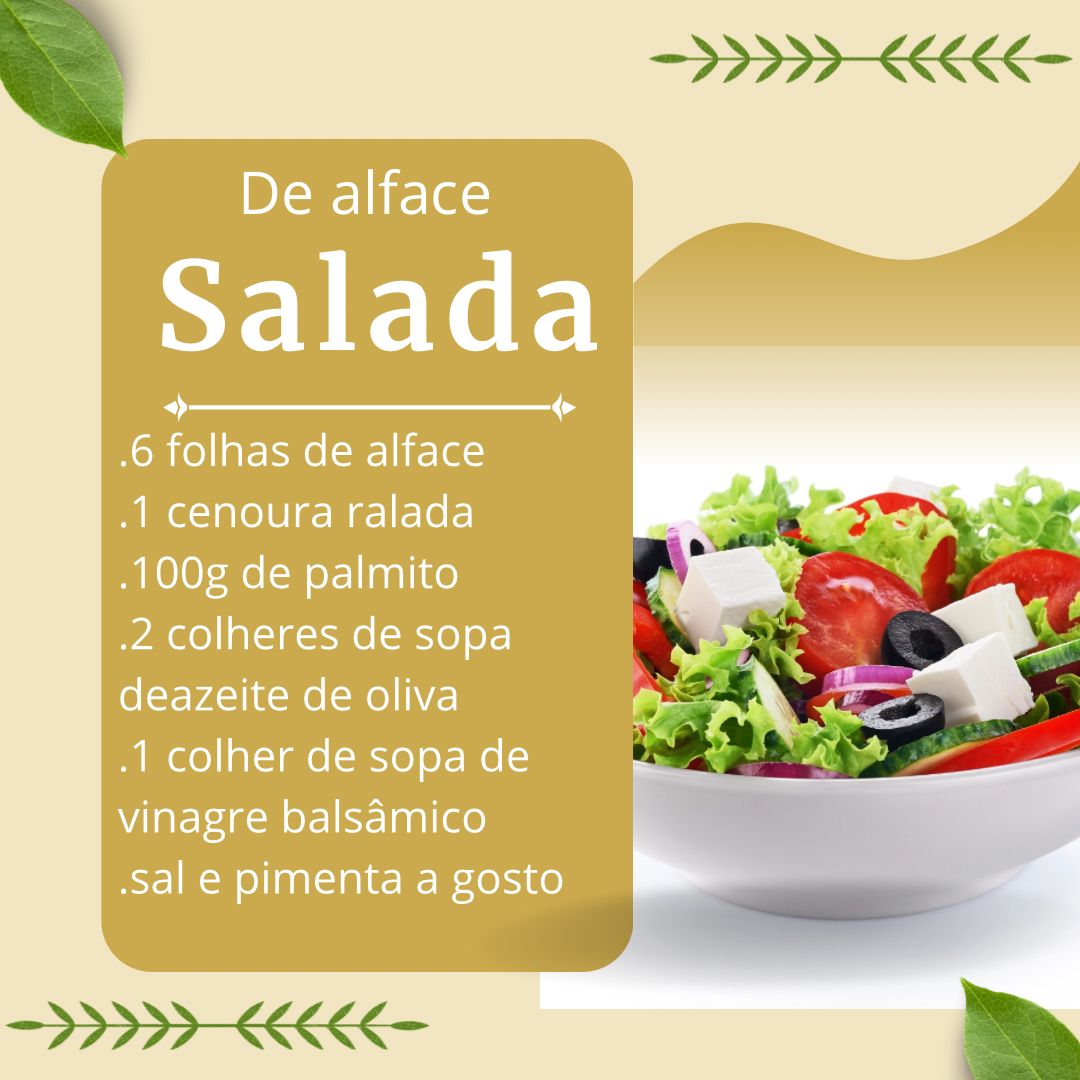 De alface
Salada
.6 folhas de alface
.1 cenoura ralada
.100g de palmito
.2 colheres de sopa
deazeite de oliva
.1 colher de sopa de
vinagre balsâmico
.sal e pimenta a gosto